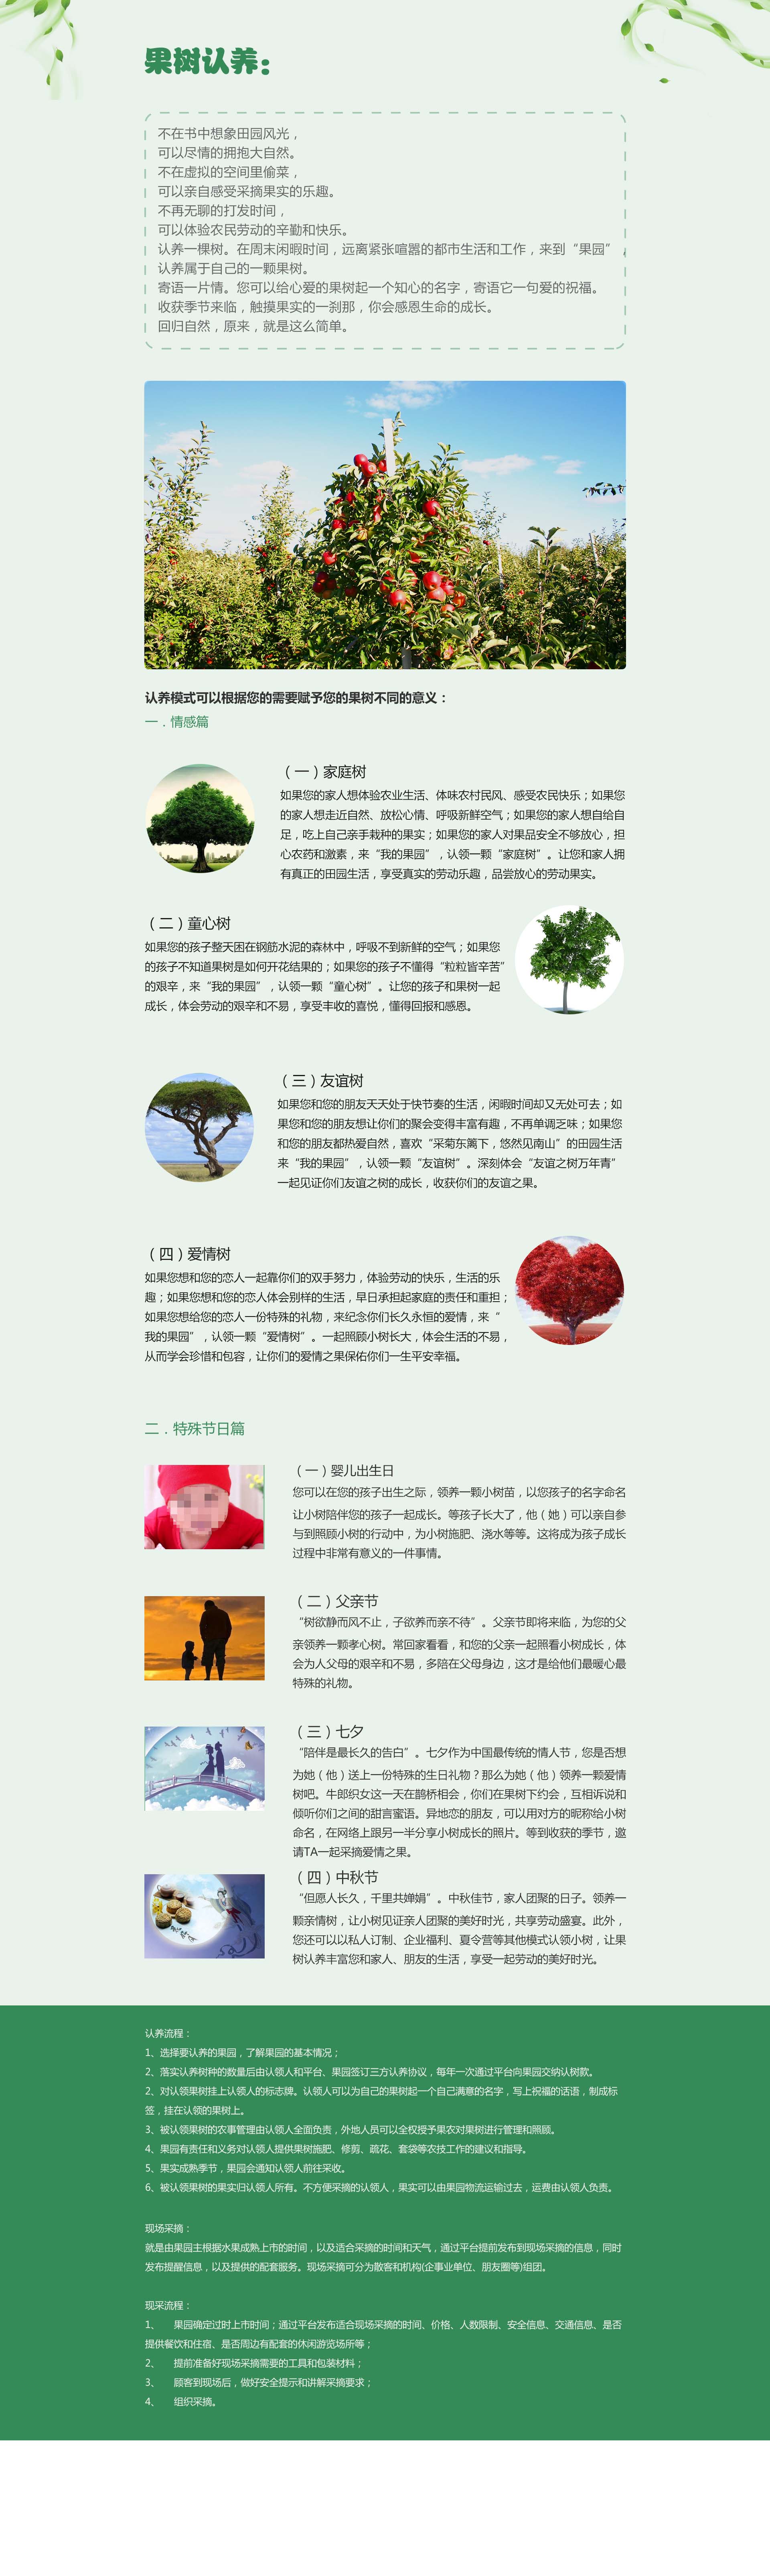 果树认养：
不在书中想象田园风光，
可以尽情的拥抱大自然。
不在虚拟的空间里偷菜，
可以亲自感受采摘果实的乐趣。
不再无聊的打发时间，
可以体验农民劳动的辛勤和快乐。
认养一棵树。在周末闲暇时间，远离紧张喧嚣的都市生活和工作，来到“果园”，
认养属于自己的一颗果树。
寄语一片情。您可以给心爱的果树起一个知心的名字，寄语它一句爱的祝福。
收获季节来临，触摸果实的一刹那，你会感恩生命的成长。
回归自然，原来，就是这么简单。
认养模式可以根据您的需要赋予您的果树不同的意义：
一．情感篇
（一）家庭树
如果您的家人想体验农业生活、体味农村民风、感受农民快乐；如果您
的家人想走近自然、放松心情、呼吸新鲜空气；如果您的家人想自给自
足，吃上自己亲手栽种的果实；如果您的家人对果品安全不够放心，担
心农药和激素，来“我的果园”，认领一颗“家庭树”。让您和家人拥
有真正的田园生活，享受真实的劳动乐趣，品尝放心的劳动果实。
（二）童心树
如果您的孩子整天困在钢筋水泥的森林中，呼吸不到新鲜的空气；如果您
的孩子不知道果树是如何开花结果的；如果您的孩子不懂得“粒粒皆辛苦”
的艰辛，来“我的果园”，认领一颗“童心树”。让您的孩子和果树一起
成长，体会劳动的艰辛和不易，享受丰收的喜悦，懂得回报和感恩。
（三）友谊树
如果您和您的朋友天天处于快节奏的生活，闲暇时间却又无处可去；如
果您和您的朋友想让你们的聚会变得丰富有趣，不再单调乏味；如果您
和您的朋友都热爱自然，喜欢“采菊东篱下，悠然见南山”的田园生活
来“我的果园”，认领一颗“友谊树”。深刻体会“友谊之树万年青”
一起见证你们友谊之树的成长，收获你们的友谊之果。
（四）爱情树
如果您想和您的恋人一起靠你们的双手努力，体验劳动的快乐，生活的乐
趣；如果您想和您的恋人体会别样的生活，早日承担起家庭的责任和重担；
如果您想给您的恋人一份特殊的礼物，来纪念你们长久永恒的爱情，来“
我的果园”，认领一颗“爱情树”。一起照顾小树长大，体会生活的不易，
从而学会珍惜和包容，让你们的爱情之果保佑你们一生平安幸福。
二．特殊节日篇
（一）婴儿出生日
您可以在您的孩子出生之际，领养一颗小树苗，以您孩子的名字命名
让小树陪伴您的孩子一起成长。等孩子长大了，他（她）可以亲自参
与到照顾小树的行动中，为小树施肥、浇水等等。这将成为孩子成长
过程中非常有意义的一件事情。
（二）父亲节
“树欲静而风不止，子欲养而亲不待”。父亲节即将来临，为您的父
亲领养一颗孝心树。常回家看看，和您的父亲一起照看小树成长，体
会为人父母的艰辛和不易，多陪在父母身边，这才是给他们最暖心最
特殊的礼物。
（三）七夕
“陪伴是最长久的告白”。七夕作为中国最传统的情人节，您是否想
为她（他）送上一份特殊的生日礼物？那么为她（他）领养一颗爱情
树吧。牛郎织女这一天在鹊桥相会，你们在果树下约会，互相诉说和
倾听你们之间的甜言蜜语。异地恋的朋友，可以用对方的昵称给小树
命名，在网络上跟另一半分享小树成长的照片。等到收获的季节，邀
请TA一起采摘爱情之果。
（四）中秋节
“但愿人长久，千里共婵娟”。中秋佳节，家人团聚的日子。领养一
颗亲情树，让小树见证亲人团聚的美好时光，共享劳动盛宴。此外，
您还可以以私人订制、企业福利、夏令营等其他模式认领小树，让果
树认养丰富您和家人、朋友的生活，享受一起劳动的美好时光。
认养流程：
1、选择要认养的果园，了解果园的基本情况；
2、落实认养树种的数量后由认领人和平台、果园签订三方认养协议，每年一次通过平台向果园交纳认树款。
2、对认领果树挂上认领人的标志牌。认领人可以为自己的果树起一个自己满意的名字，写上祝福的话语，制成标
签，挂在认领的果树上。
3、被认领果树的农事管理由认领人全面负责，外地人员可以全权授予果农对果树进行管理和照顾。
4、果园有责任和义务对认领人提供果树施肥、修剪、疏花、套袋等农技工作的建议和指导。
5、果实成熟季节，果园会通知认领人前往采收。
6、被认领果树的果实归认领人所有。不方便采摘的认领人，果实可以由果园物流运输过去，运费由认领人负责。
现场采摘：
就是由果园主根据水果成熟上市的时间，以及适合采摘的时间和天气，通过平台提前发布到现场采摘的信息，同时
发布提醒信息，以及提供的配套服务。现场采摘可分为散客和机构(企事业单位、朋友圈等)组团。
现采流程：
1、 果园确定过时上市时间；通过平台发布适合现场采摘的时间、价格、人数限制、安全信息、交通信息、是否
提供餐饮和住宿、是否周边有配套的休闲游览场所等；
2、 提前准备好现场采摘需要的工具和包装材料；
3、 顾客到现场后，做好安全提示和讲解采摘要求；
4、 组织采摘。